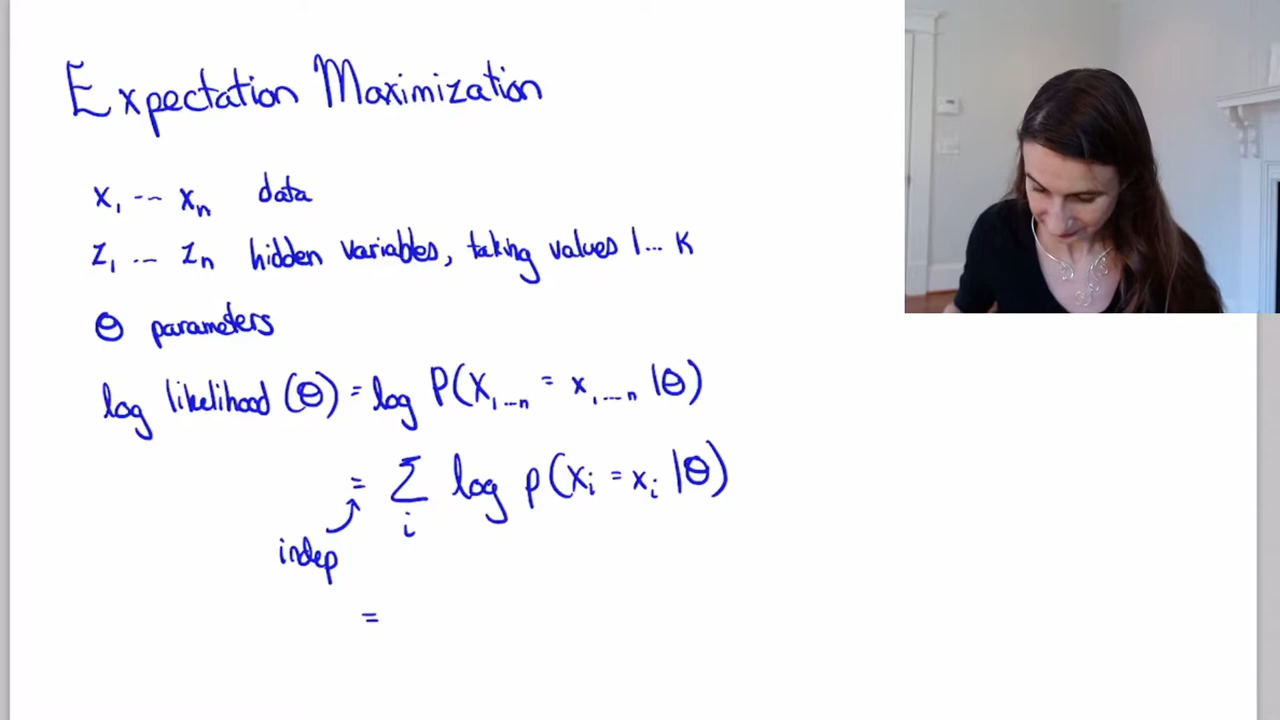 Expectation Maximization
x₁ ... xₙ data
z₁ ... zₙ hidden variables, taking values 1... K
Θ parameters
log likelihood (Θ) = log P(X₁...ₙ = x₁...ₙ |Θ)
= Σᵢ log p(Xᵢ = xᵢ |Θ)
indep
=